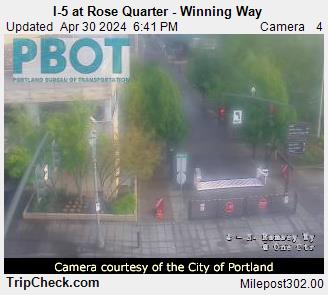 I-5 at Rose Quarter - Winning Way
Updated Apr 30 2024 6:41 PM Camera 4
PBOT
PORTLAND BUREAU OF TRANSPORTATION
Camera courtesy of the City of Portland
TripCheck.com Milepost302.00